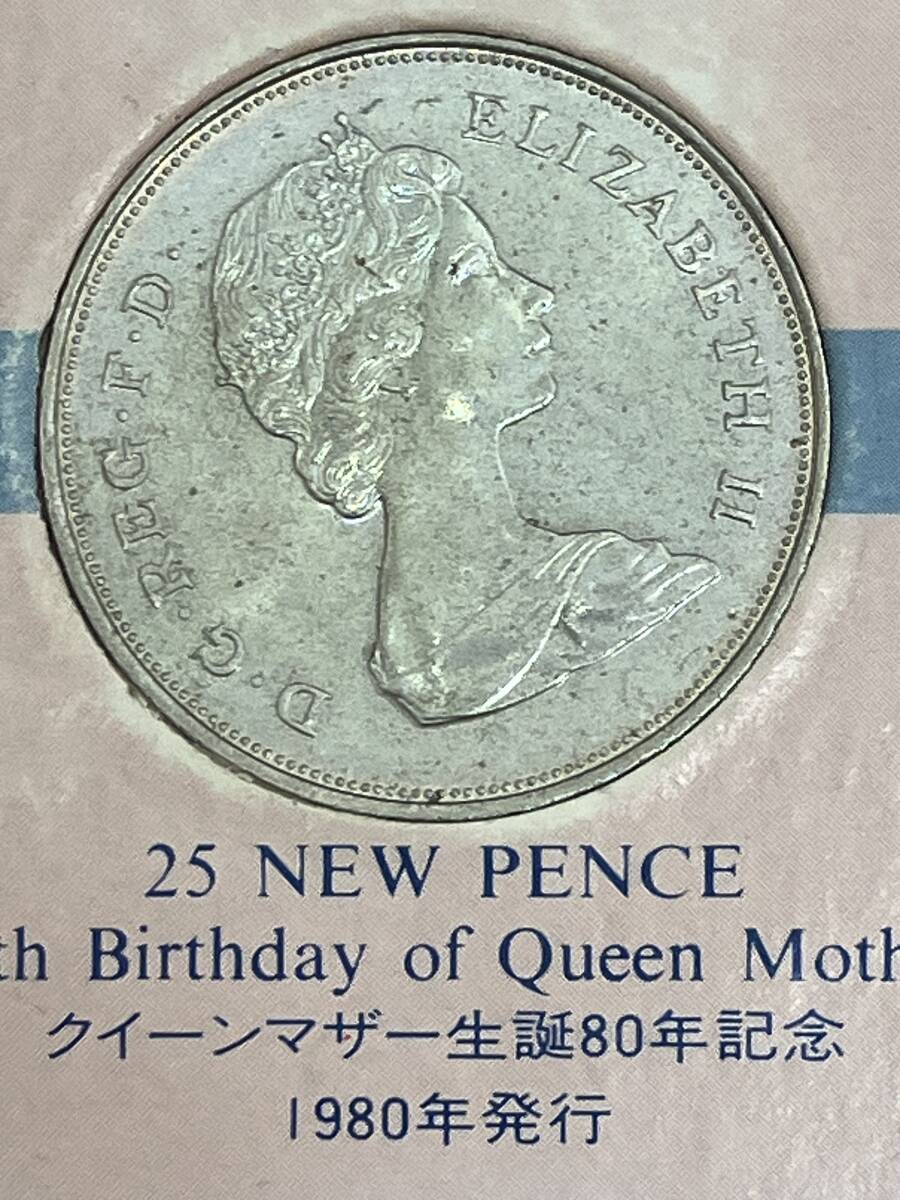 D·G·REG·F·D· ELIZABETH II
25 NEW PENCE
th Birthday of Queen Moth
クイーンマザー生誕80年記念
1980年発行